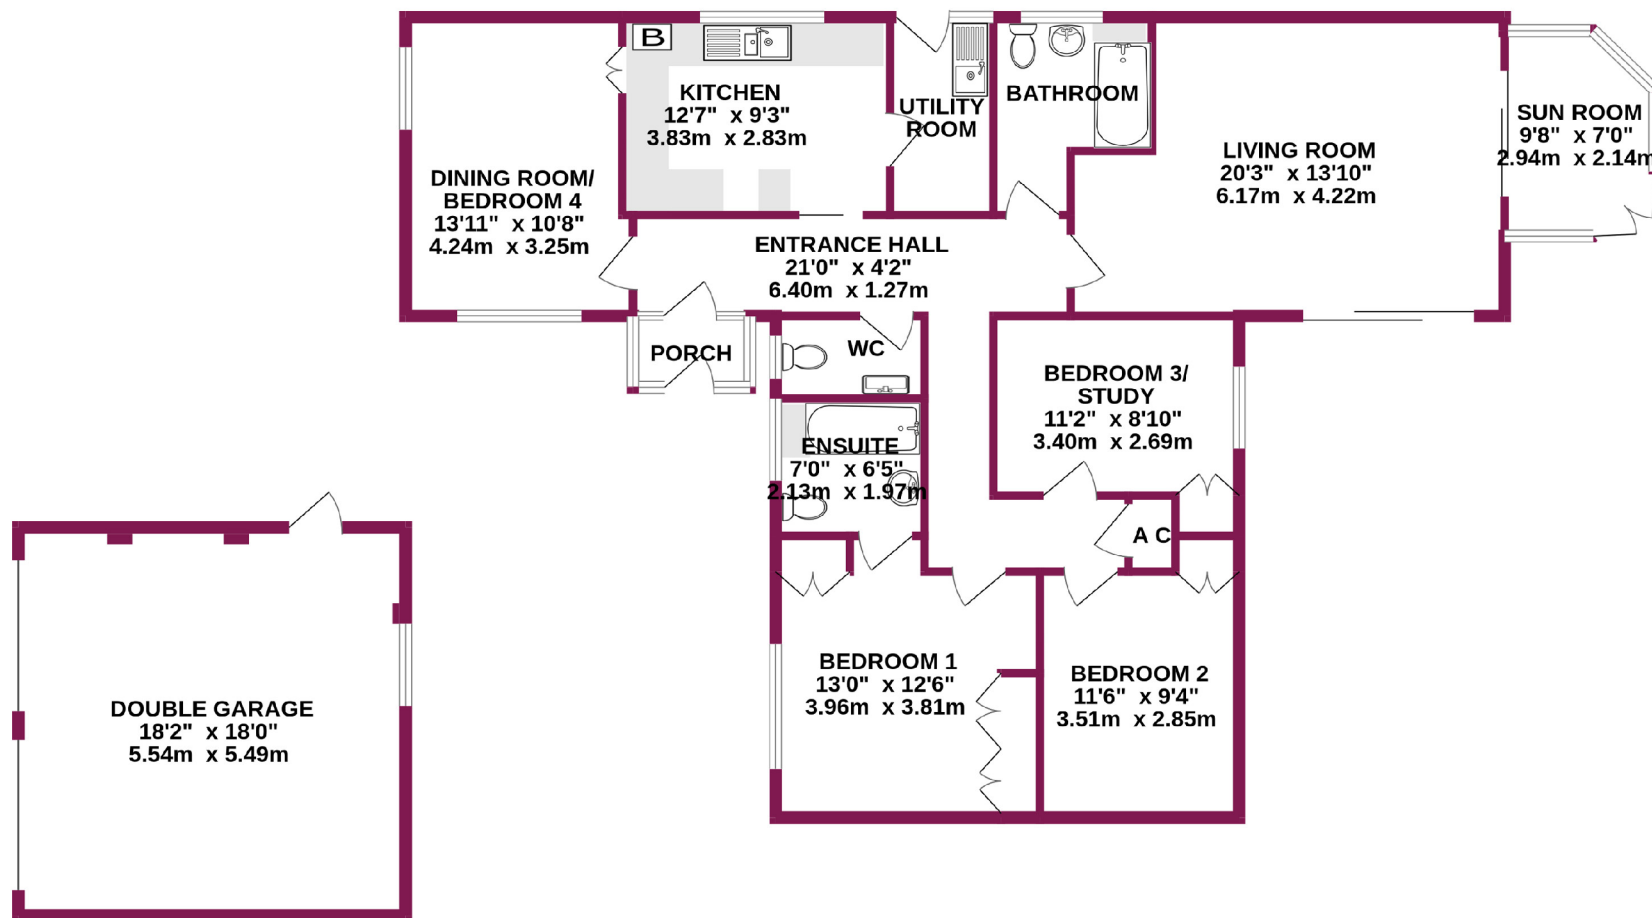 B
KITCHEN
12'7" x 9'3"
3.83m x 2.83m
UTILITY
ROOM
BATHROOM
LIVING ROOM
20'3" x 13'10"
6.17m x 4.22m
SUN ROOM
9'8" x 7'0"
2.94m x 2.14m
DINING ROOM/
BEDROOM 4
13'11" x 10'8"
4.24m x 3.25m
ENTRANCE HALL
21'0" x 4'2"
6.40m x 1.27m
PORCH
WC
BEDROOM 3/
STUDY
11'2" x 8'10"
3.40m x 2.69m
ENSUITE
7'0" x 6'5"
2.13m x 1.97m
A C
BEDROOM 1
13'0" x 12'6"
3.96m x 3.81m
BEDROOM 2
11'6" x 9'4"
3.51m x 2.85m
DOUBLE GARAGE
18'2" x 18'0"
5.54m x 5.49m